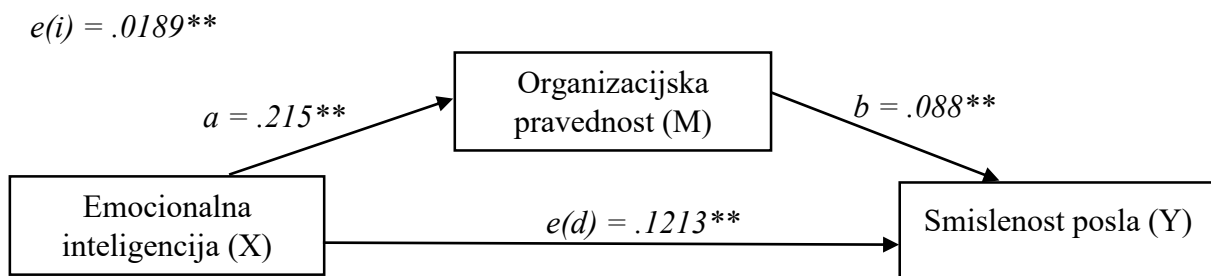 e(i) = .0189**
Organizacijska
pravednost (M)
a = .215**
b = .088**
Emocionalna
inteligencija (X)
e(d) = .1213**
Smislenost posla (Y)